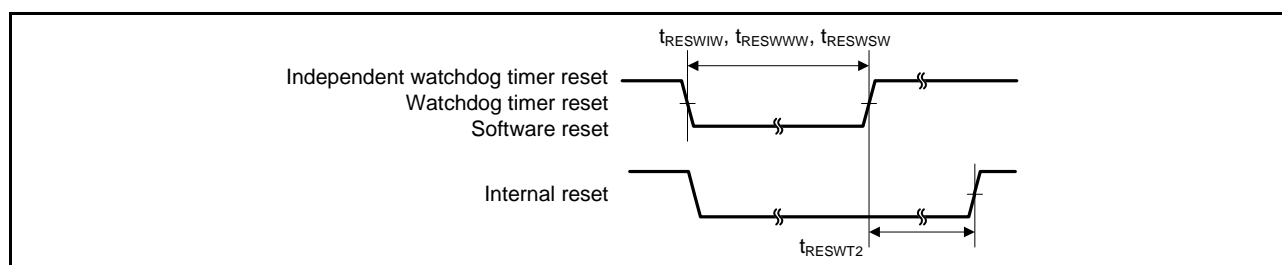 tRESWIW, tRESWWW, tRESWSW
Independent watchdog timer reset
Watchdog timer reset
Software reset
Internal reset
tRESWT2